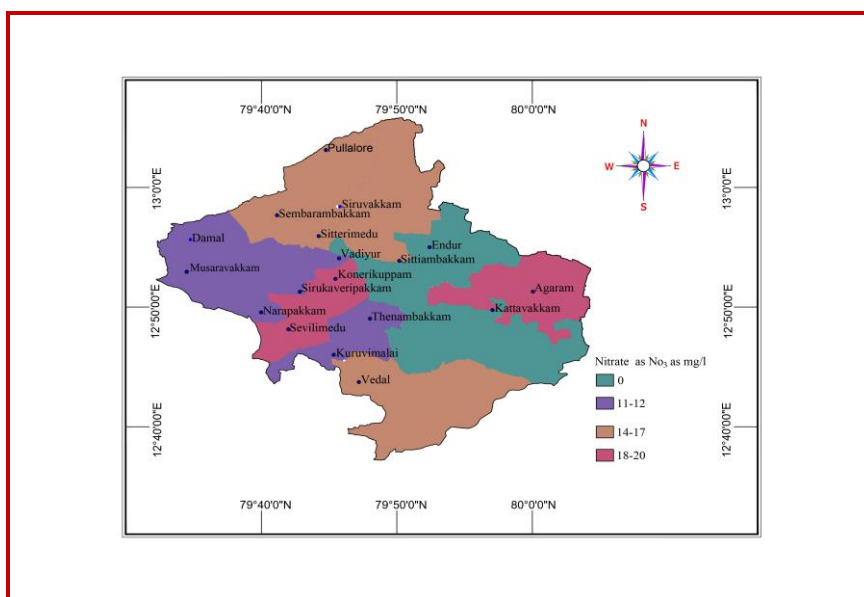 79°40'0"N 79°50'0"N 80°0'0"N
N
W E
S
13°0'0"E 13°0'0"E
Pullalore
Siruvakkam
Sembarambakkam
Sitterimedu
Damal
Endur
Vadiyur
Sittiambakkam
Musaravakkam
Konerikuppam
Sirukaveripakkam
Agaram
12°50'0"E 12°50'0"E
Narapakkam
Thenambakkam
Kattavakkam
Sevilimedu
Kuruvimalai
Vedal
Nitrate as No₃ as mg/l
0
11-12
14-17
18-20
12°40'0"E 12°40'0"E
79°40'0"N 79°50'0"N 80°0'0"N